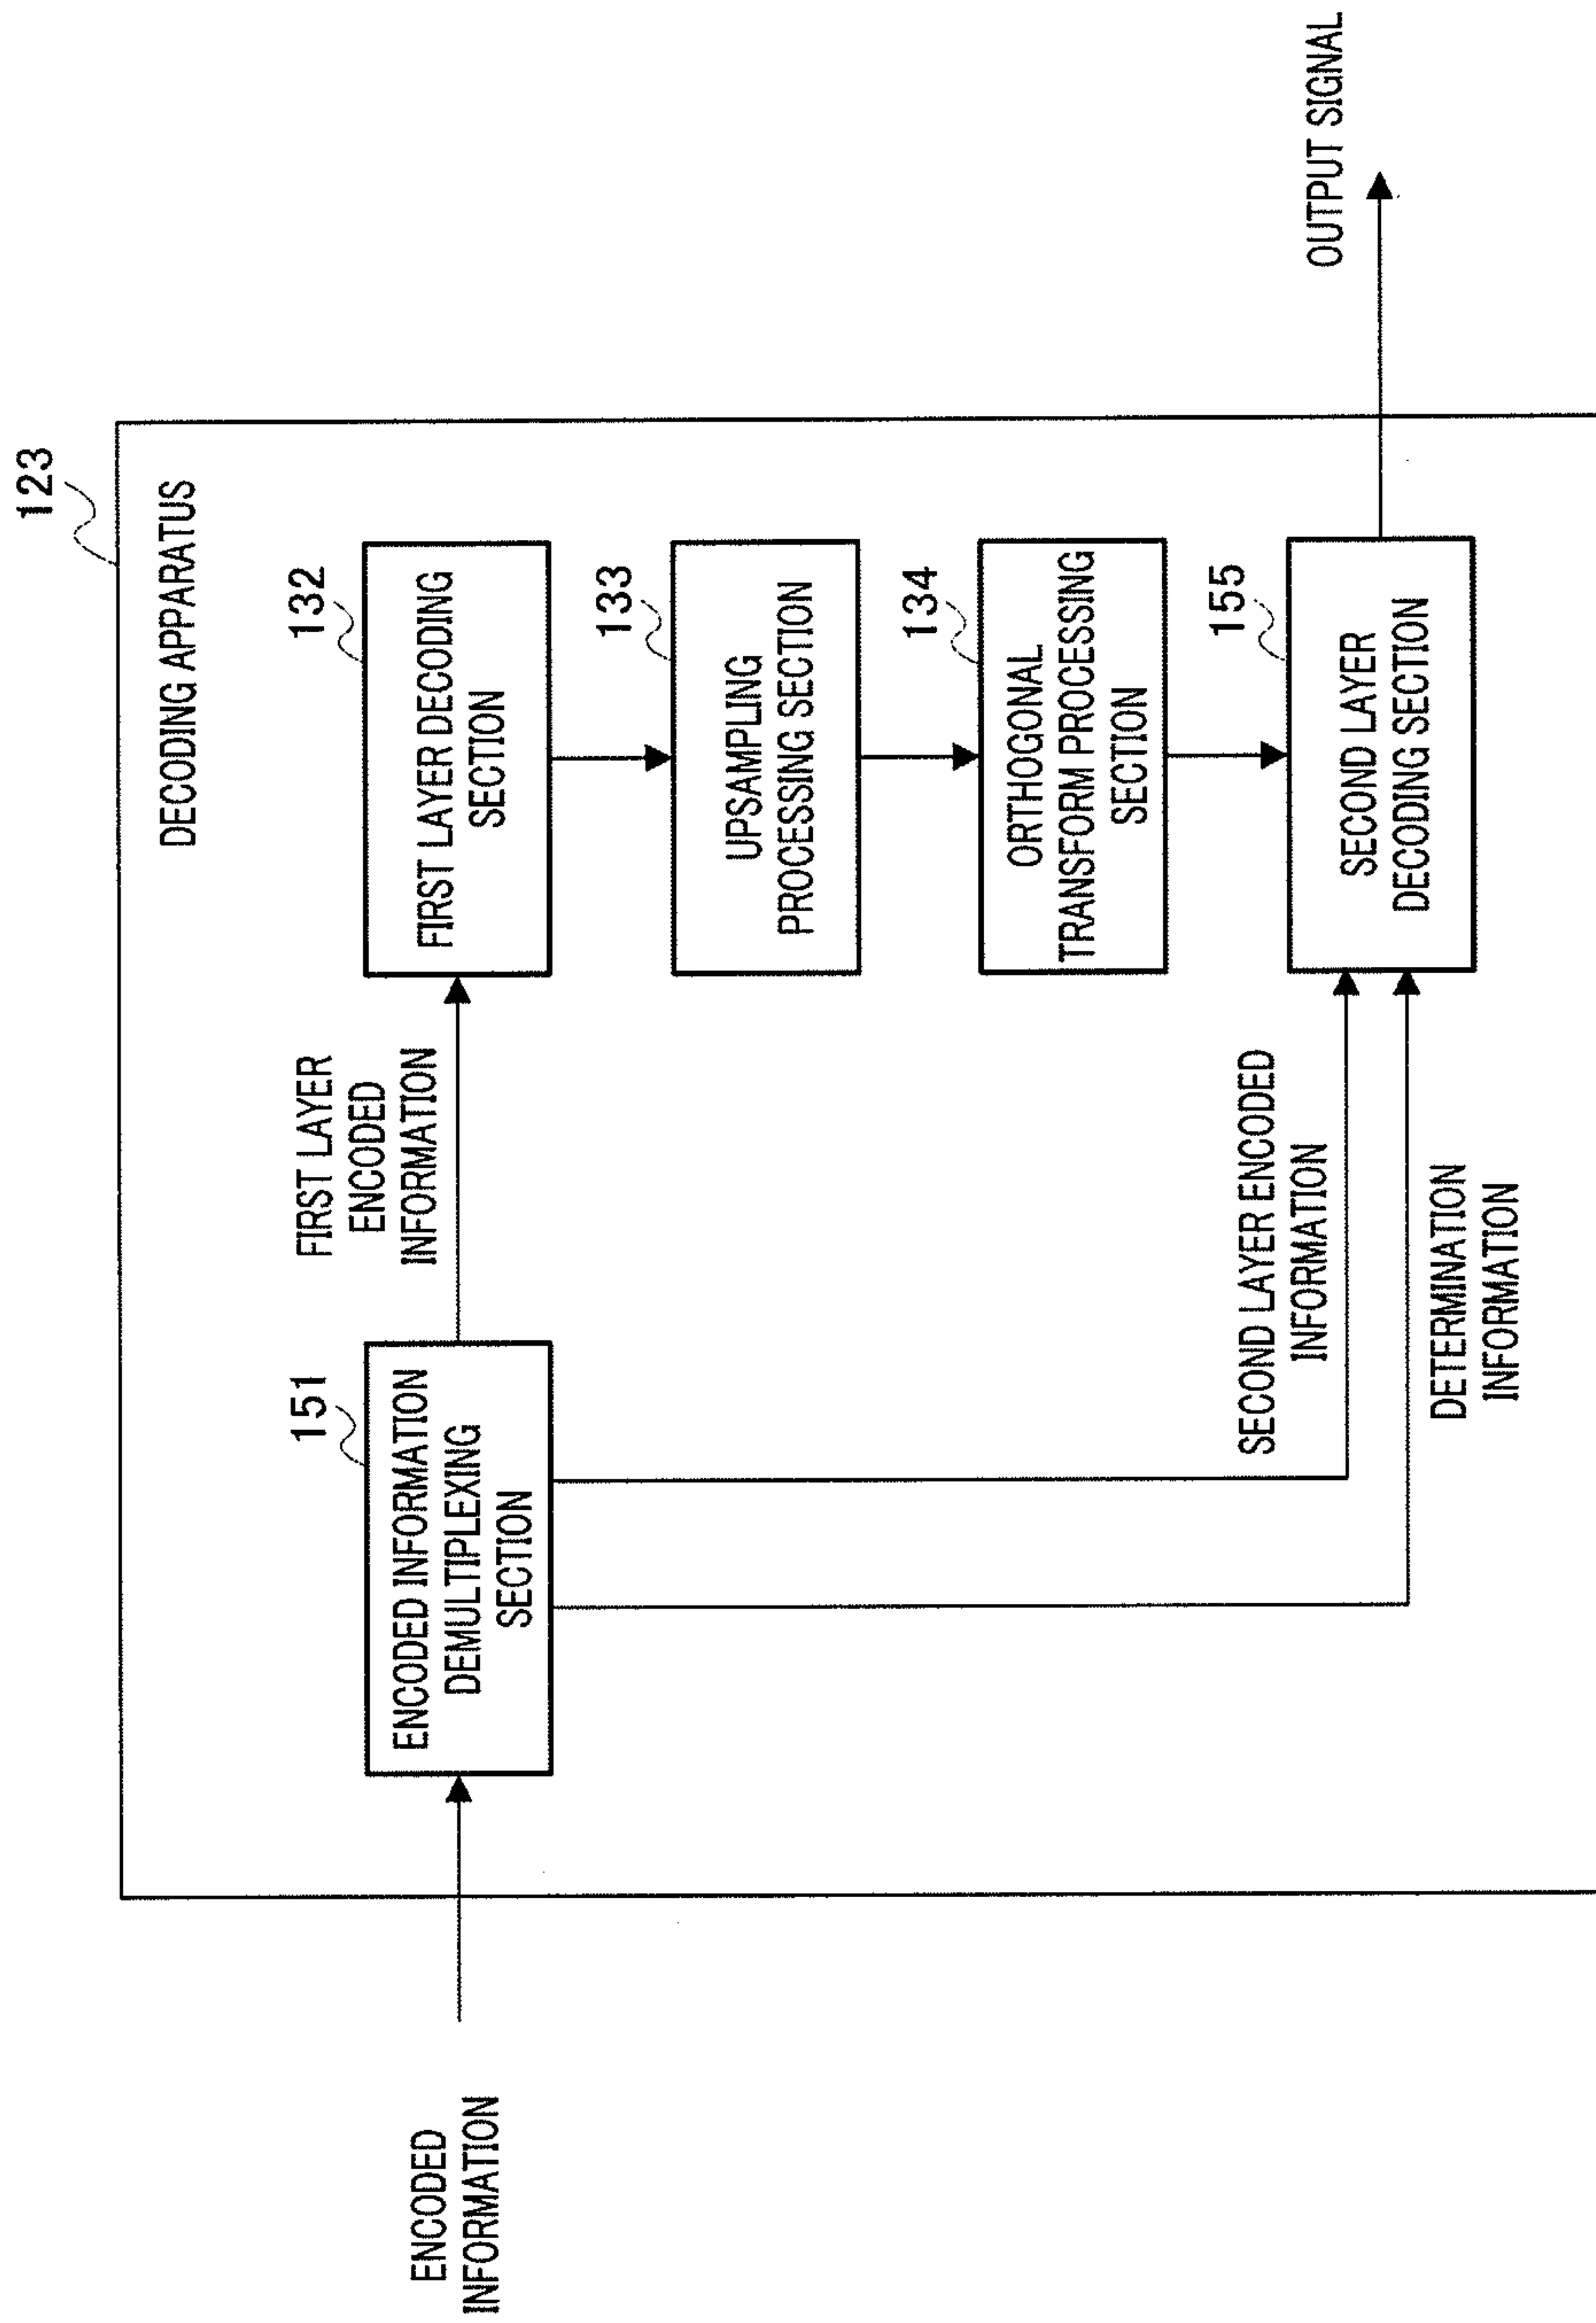 123
DECODING APPARATUS
ENCODED
INFORMATION
151
ENCODED INFORMATION
DEMULTIPLEXING
SECTION
FIRST LAYER
ENCODED
INFORMATION
132
FIRST LAYER DECODING
SECTION
133
UPSAMPLING
PROCESSING SECTION
134
ORTHOGONAL
TRANSFORM PROCESSING
SECTION
SECOND LAYER ENCODED
INFORMATION
DETERMINATION
INFORMATION
155
SECOND LAYER
DECODING SECTION
OUTPUT SIGNAL